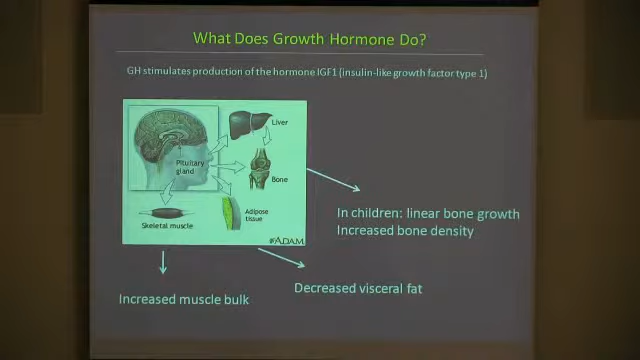 What Does Growth Hormone Do?
GH stimulates production of the hormone IGF1 (insulin-like growth factor type 1)
Liver
Pituitary
gland
Bone
Adipose
tissue
Skeletal muscle
✱A.D.A.M.
In children: linear bone growth
Increased bone density
Decreased visceral fat
Increased muscle bulk